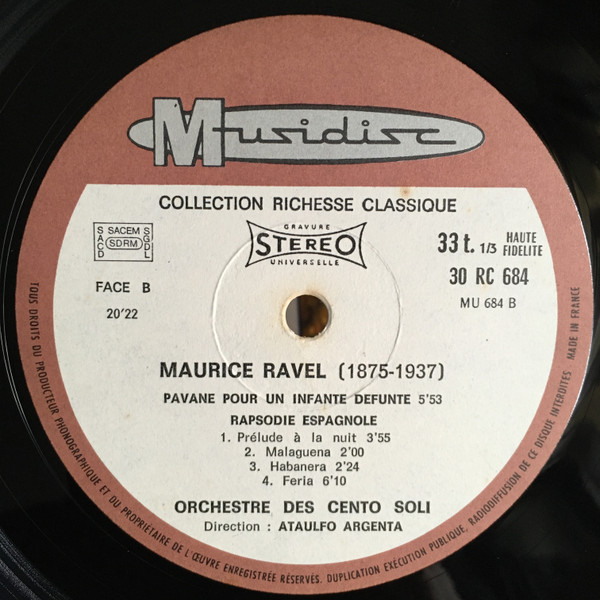 Musidisc
COLLECTION RICHESSE CLASSIQUE
SACD
SACEM
SDRM
SGDL
GRAVURE
STEREO
UNIVERSELLE
33 t. 1/3 HAUTE FIDELITE
30 RC 684
MU 684 B
FACE B
20'22
MAURICE RAVEL (1875-1937)
PAVANE POUR UN INFANTE DEFUNTE 5'53
RAPSODIE ESPAGNOLE
1. Prélude à la nuit 3'55
2. Malaguena 2'00
3. Habanera 2'24
4. Feria 6'10
ORCHESTRE DES CENTO SOLI
Direction : ATAULFO ARGENTA
TOUS DROITS DU PRODUCTEUR PHONOGRAPHIQUE ET DU PROPRIÉTAIRE DE L'ŒUVRE ENREGISTRÉE RÉSERVÉS. DUPLICATION EXÉCUTION PUBLIQUE, RADIODIFFUSION DE CE DISQUE INTERDITES MADE IN FRANCE